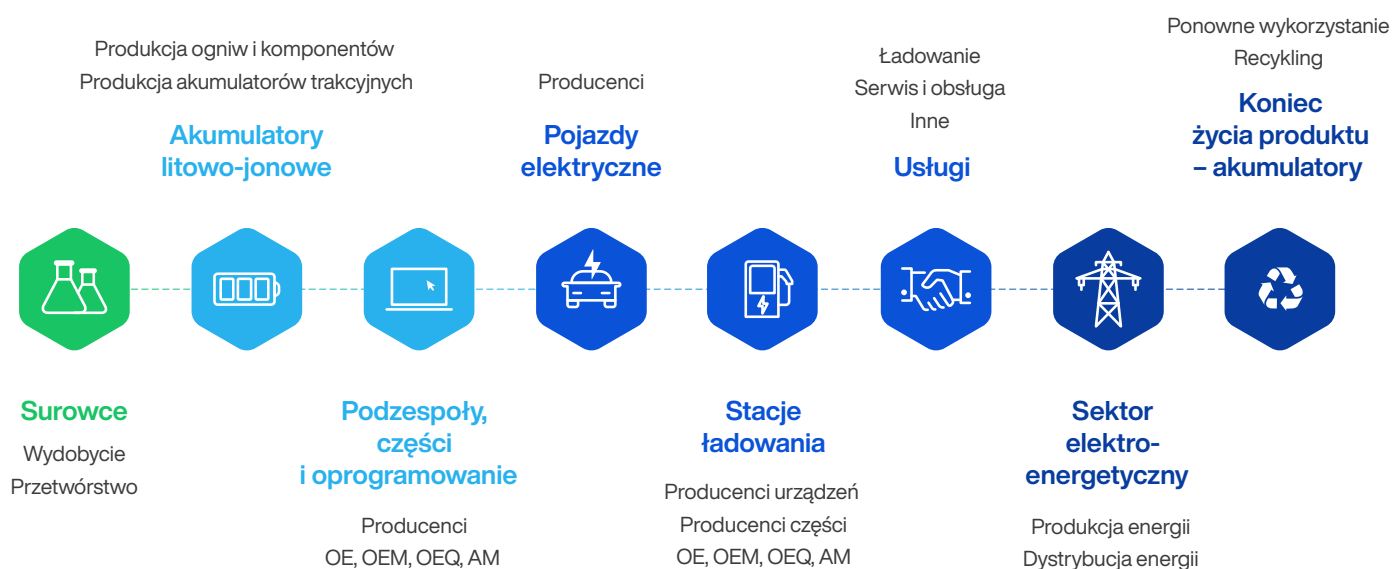 Surowce
Wydobycie
Przetwórstwo
Produkcja ogniw i komponentów
Produkcja akumulatorów trakcyjnych
Akumulatory
litowo-jonowe
Podzespoły,
części
i oprogramowanie
Producenci
OE, OEM, OEQ, AM
Producenci
Pojazdy
elektryczne
Stacje
ładowania
Producenci urządzeń
Producenci części
OE, OEM, OEQ, AM
Ładowanie
Serwis i obsługa
Inne
Usługi
Sektor
elektro-
energetyczny
Produkcja energii
Dystrybucja energii
Ponowne wykorzystanie
Recykling
Koniec
życia produktu
– akumulatory